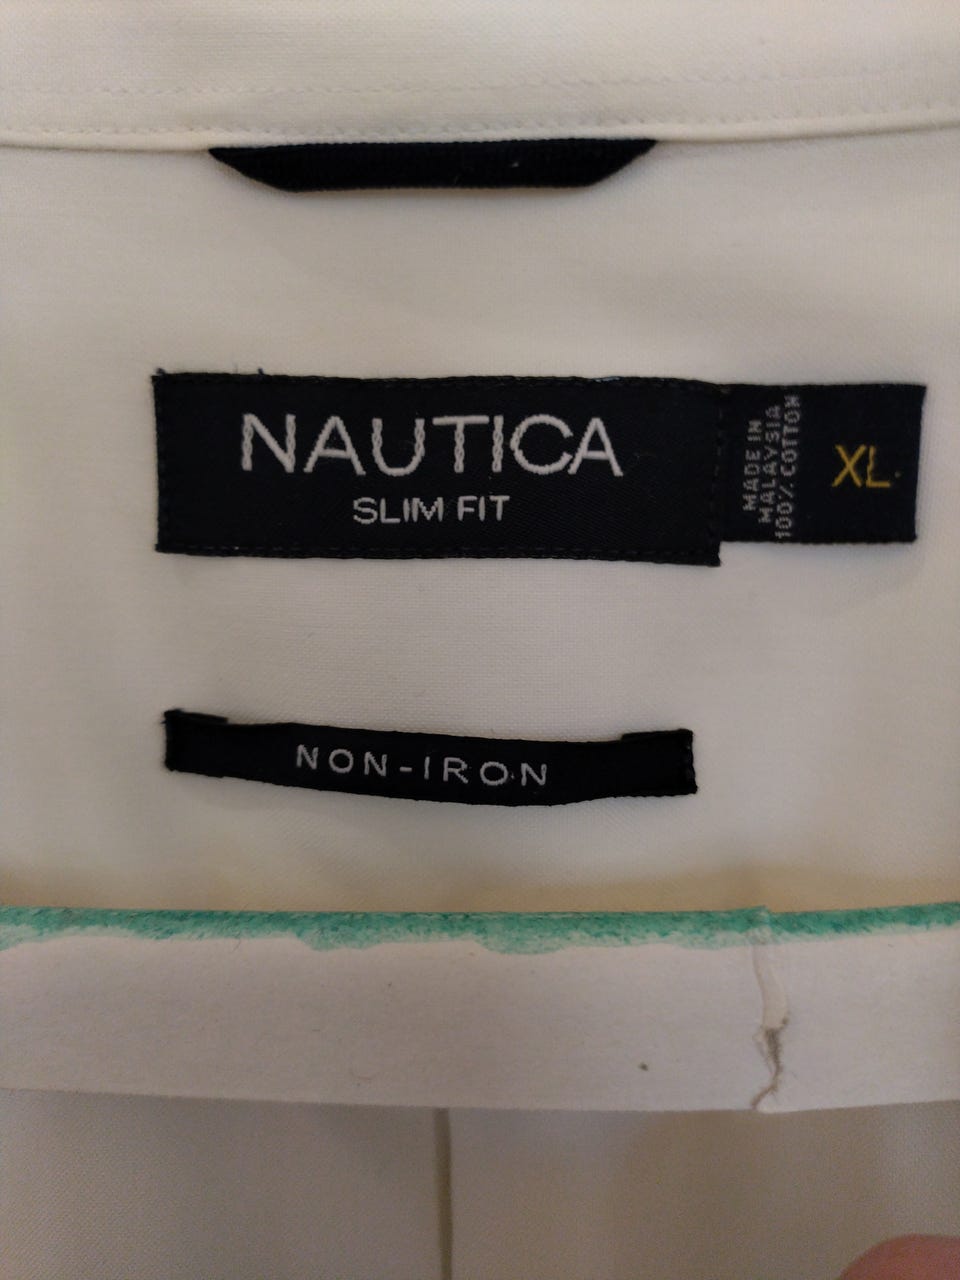 NAUTICA
SLIM FIT
MADE IN
MALAYSIA
100% COTTON
XL
NON-IRON